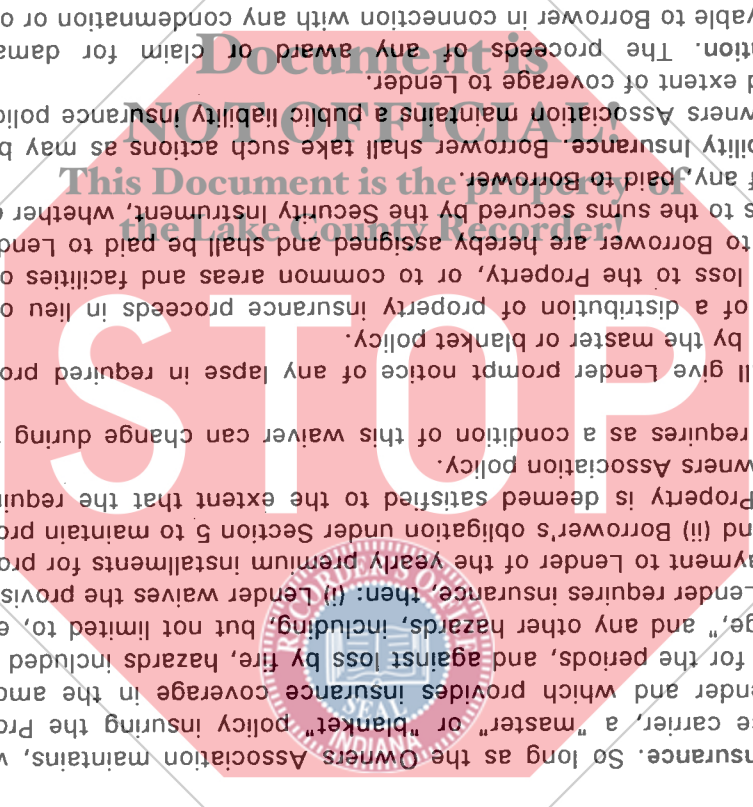 nsurance. So long as the Owners Association maintains, w
ce carrier, a "master" or "blanket" policy insuring the Pro
ender and which provides insurance coverage in the amo
for the periods, and against loss by fire, hazards included
ge," and any other hazards, including, but not limited to, e
Lender requires insurance, then: (i) Lender waives the provis
ayment to Lender of the yearly premium installments for pro
nd (ii) Borrower's obligation under Section 5 to maintain pro
Property is deemed satisfied to the extent that the requir
wners Association policy.
requires as a condition of this waiver can change during
ll give Lender prompt notice of any lapse in required pro
by the master or blanket policy.
of a distribution of property insurance proceeds in lieu o
loss to the Property, or to common areas and facilities o
to Borrower are hereby assigned and shall be paid to Lend
s to the sums secured by the Security Instrument, whether
f any, paid to Borrower.
bility Insurance. Borrower shall take such actions as may b
wners Association maintains a public liability insurance polic
d extent of coverage to Lender.
tion. The proceeds of any award or claim for dama
yable to Borrower in connection with any condemnation or o
Document is
NOT OFFICIAL!
This Document is the property of
the Lake County Recorder!
STOP
RECORDER'S OFFICE
SEAL
INDIANA